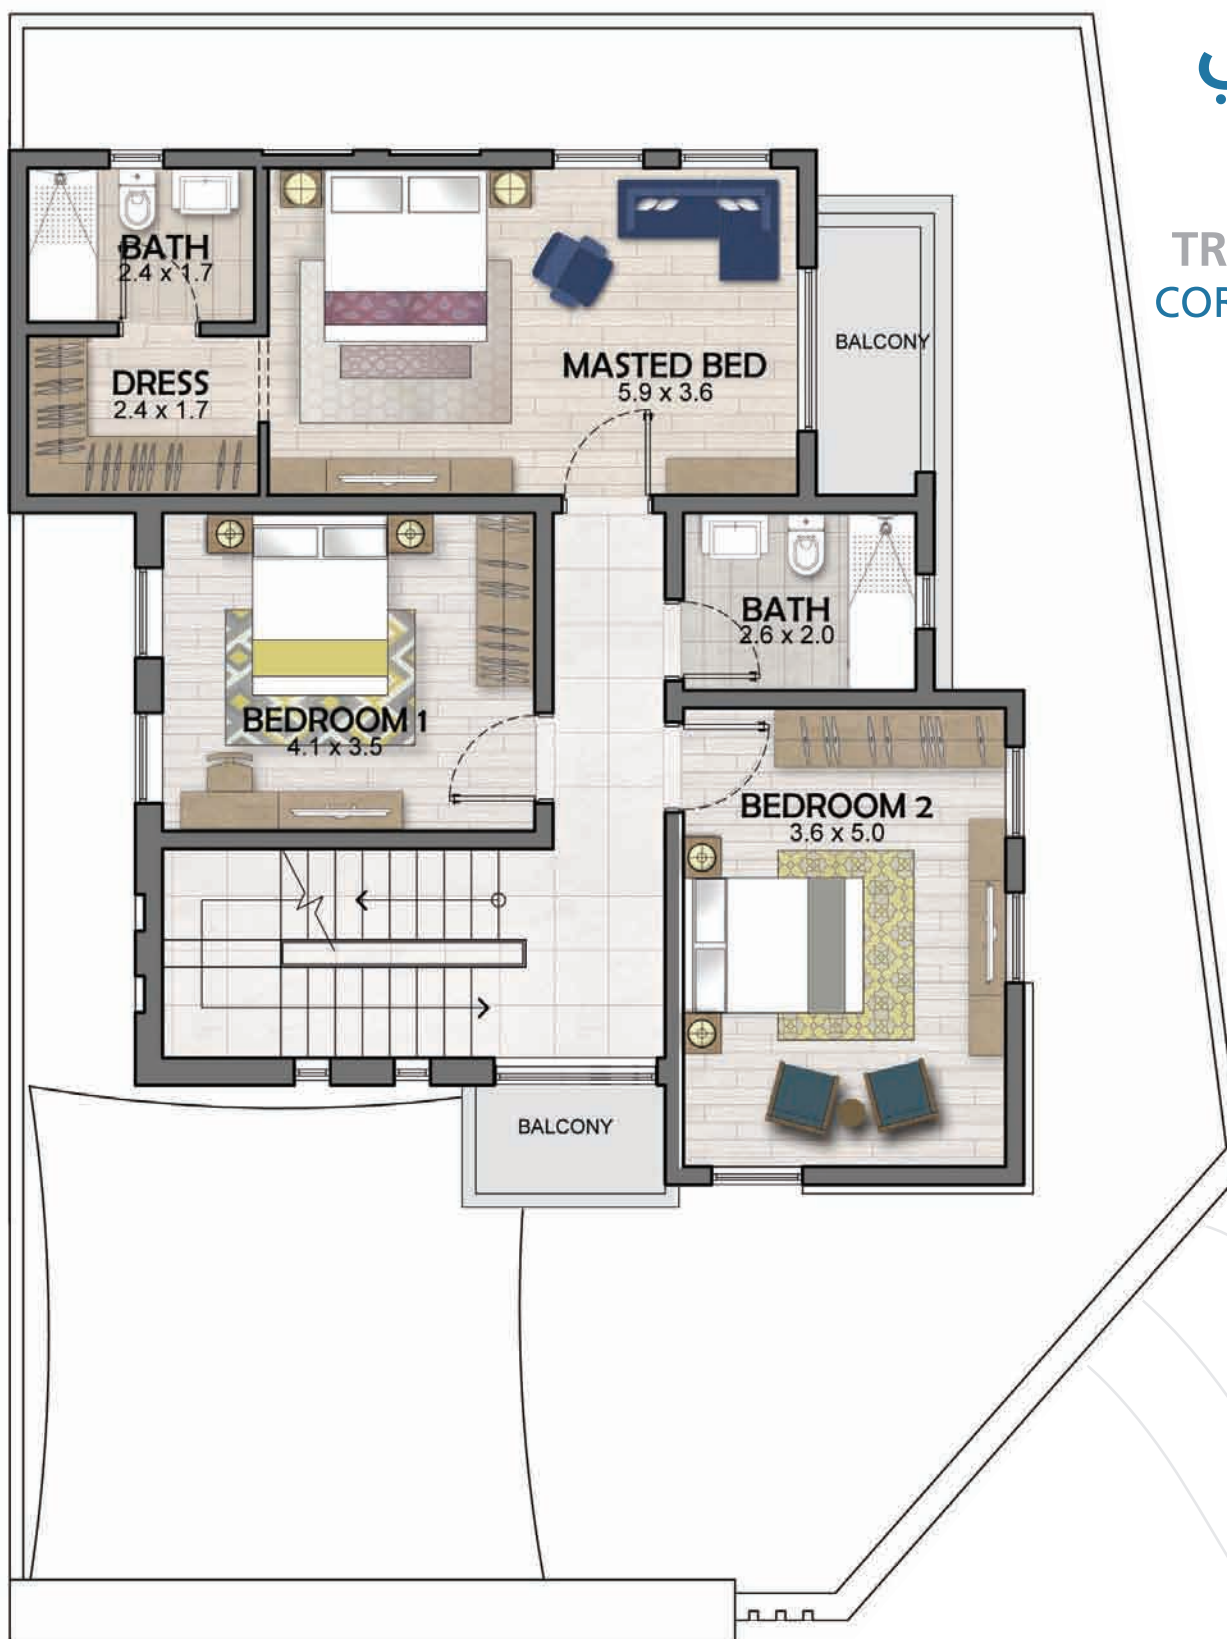 BATH
2.4 x 1.7
DRESS
2.4 x 1.7
MASTED BED
5.9 x 3.6
BALCONY
BATH
2.6 x 2.0
BEDROOM 1
4.1 x 3.5
BEDROOM 2
3.6 x 5.0
BALCONY
TR